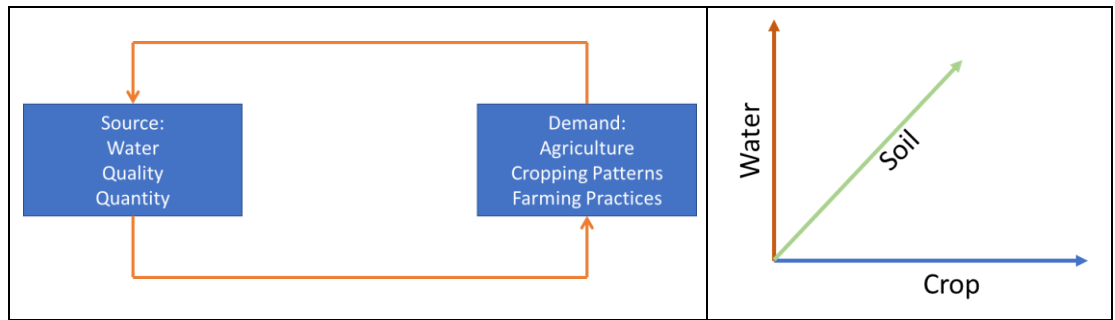 Source:
Water
Quality
Quantity
Demand:
Agriculture
Cropping Patterns
Farming Practices
Water
Soil
Crop